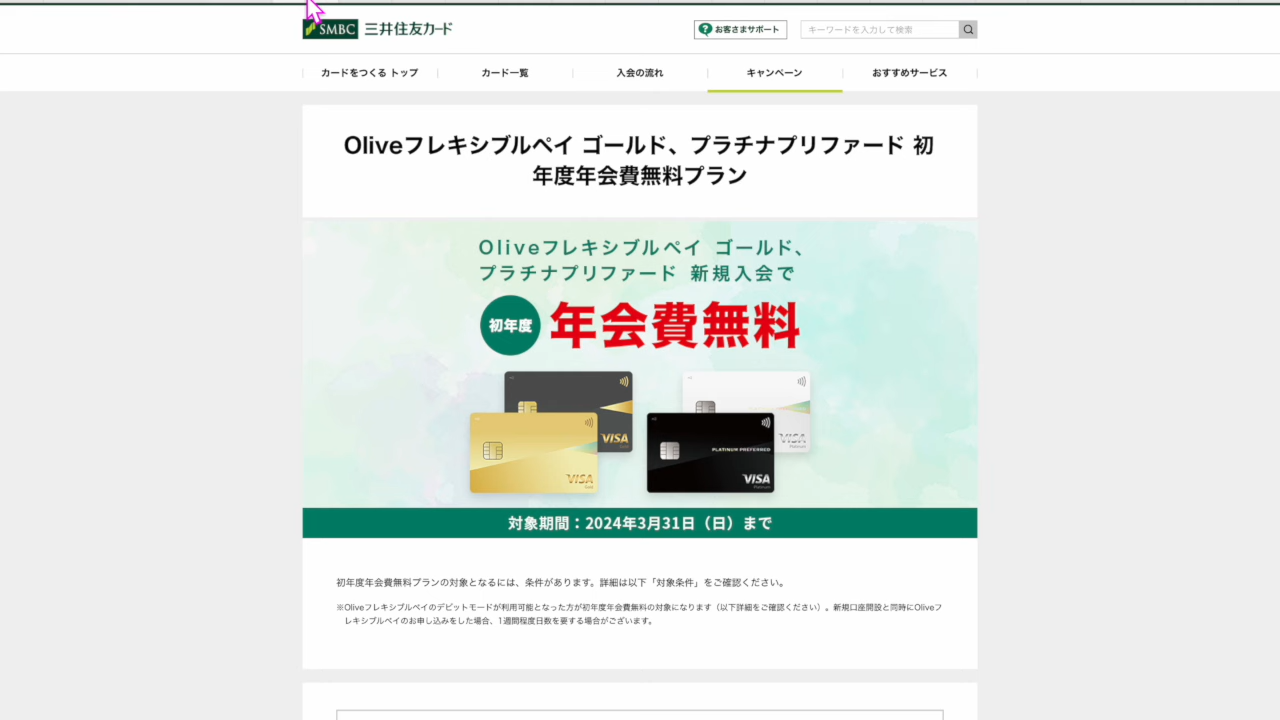 SMBC 三井住友カード
お客さまサポート
キーワードを入力して検索
カードをつくる トップ
カード一覧
入会の流れ
キャンペーン
おすすめサービス
Oliveフレキシブルペイ ゴールド、プラチナプリファード 初
年度年会費無料プラン
Oliveフレキシブルペイ ゴールド、
プラチナプリファード 新規入会で
初年度 年会費無料
VISA
VISA
Platinum
PLATINUM PREFERRED
VISA
Gold
VISA
Platinum
対象期間：2024年3月31日（日）まで
初年度年会費無料プランの対象となるには、条件があります。詳細は以下「対象条件」をご確認ください。
※Oliveフレキシブルペイのデビットモードが利用可能となった方が初年度年会費無料の対象になります（以下詳細をご確認ください）。新規口座開設と同時にOliveフ
レキシブルペイのお申し込みをした場合、1週間程度日数を要する場合がございます。